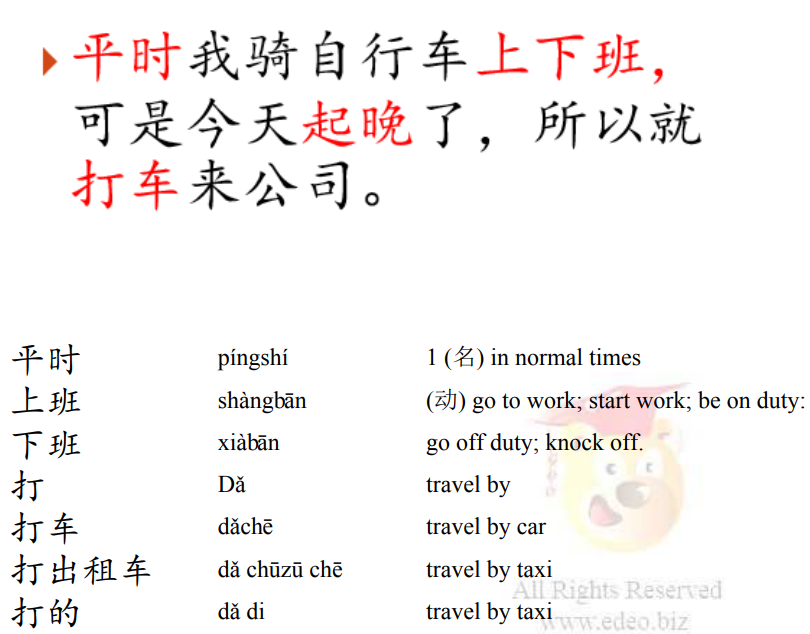 平时我骑自行车上下班，
可是今天起晚了，所以就
打车来公司。
平时 píngshí 1 (名) in normal times
上班 shàngbān (动) go to work; start work; be on duty:
下班 xiàbān go off duty; knock off.
打 Dǎ travel by
打车 dǎchē travel by car
打出租车 dǎ chūzū chē travel by taxi
打的 dǎ di travel by taxi
All Rights Reserved
www.edeo.biz